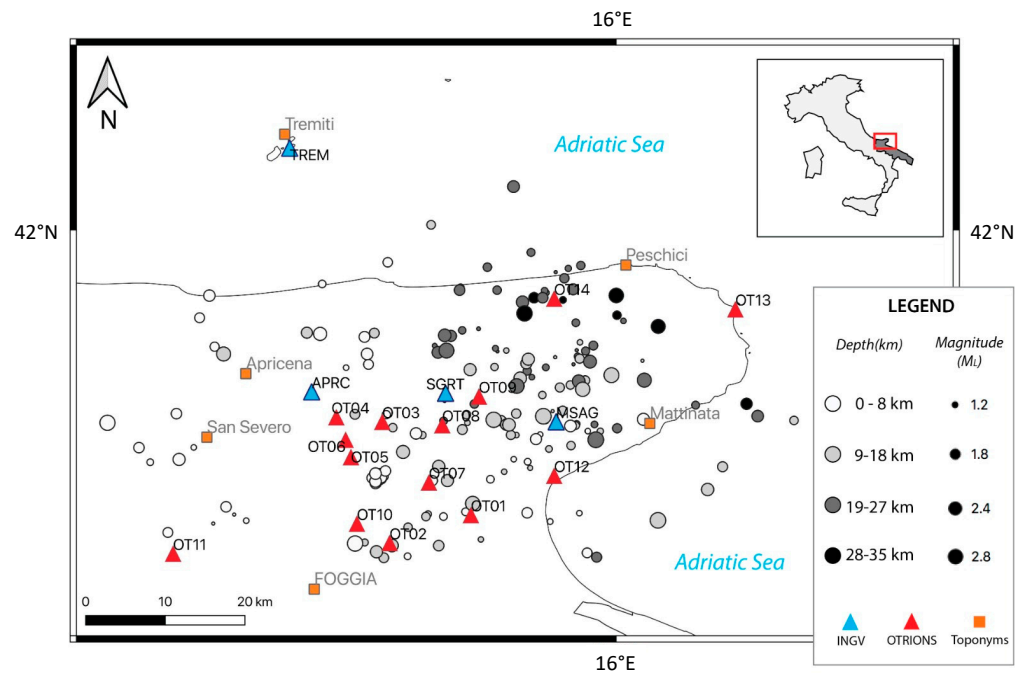 16°E
N
Tremiti
TREM
Adriatic Sea
42°N
42°N
Peschici
OT14
OT13
Apricena
APRC
SGRT
OT09
OT04
OT03
OT08
MSAG
Mattinata
San Severo
OT06
OT05
OT07
OT12
OT01
OT10
OT02
OT11
FOGGIA
Adriatic Sea
0 10 20 km
16°E
LEGEND
Depth(km) Magnitude
(ML)
0 - 8 km 1.2
9-18 km 1.8
19-27 km 2.4
28-35 km 2.8
INGV OTRIONS Toponyms